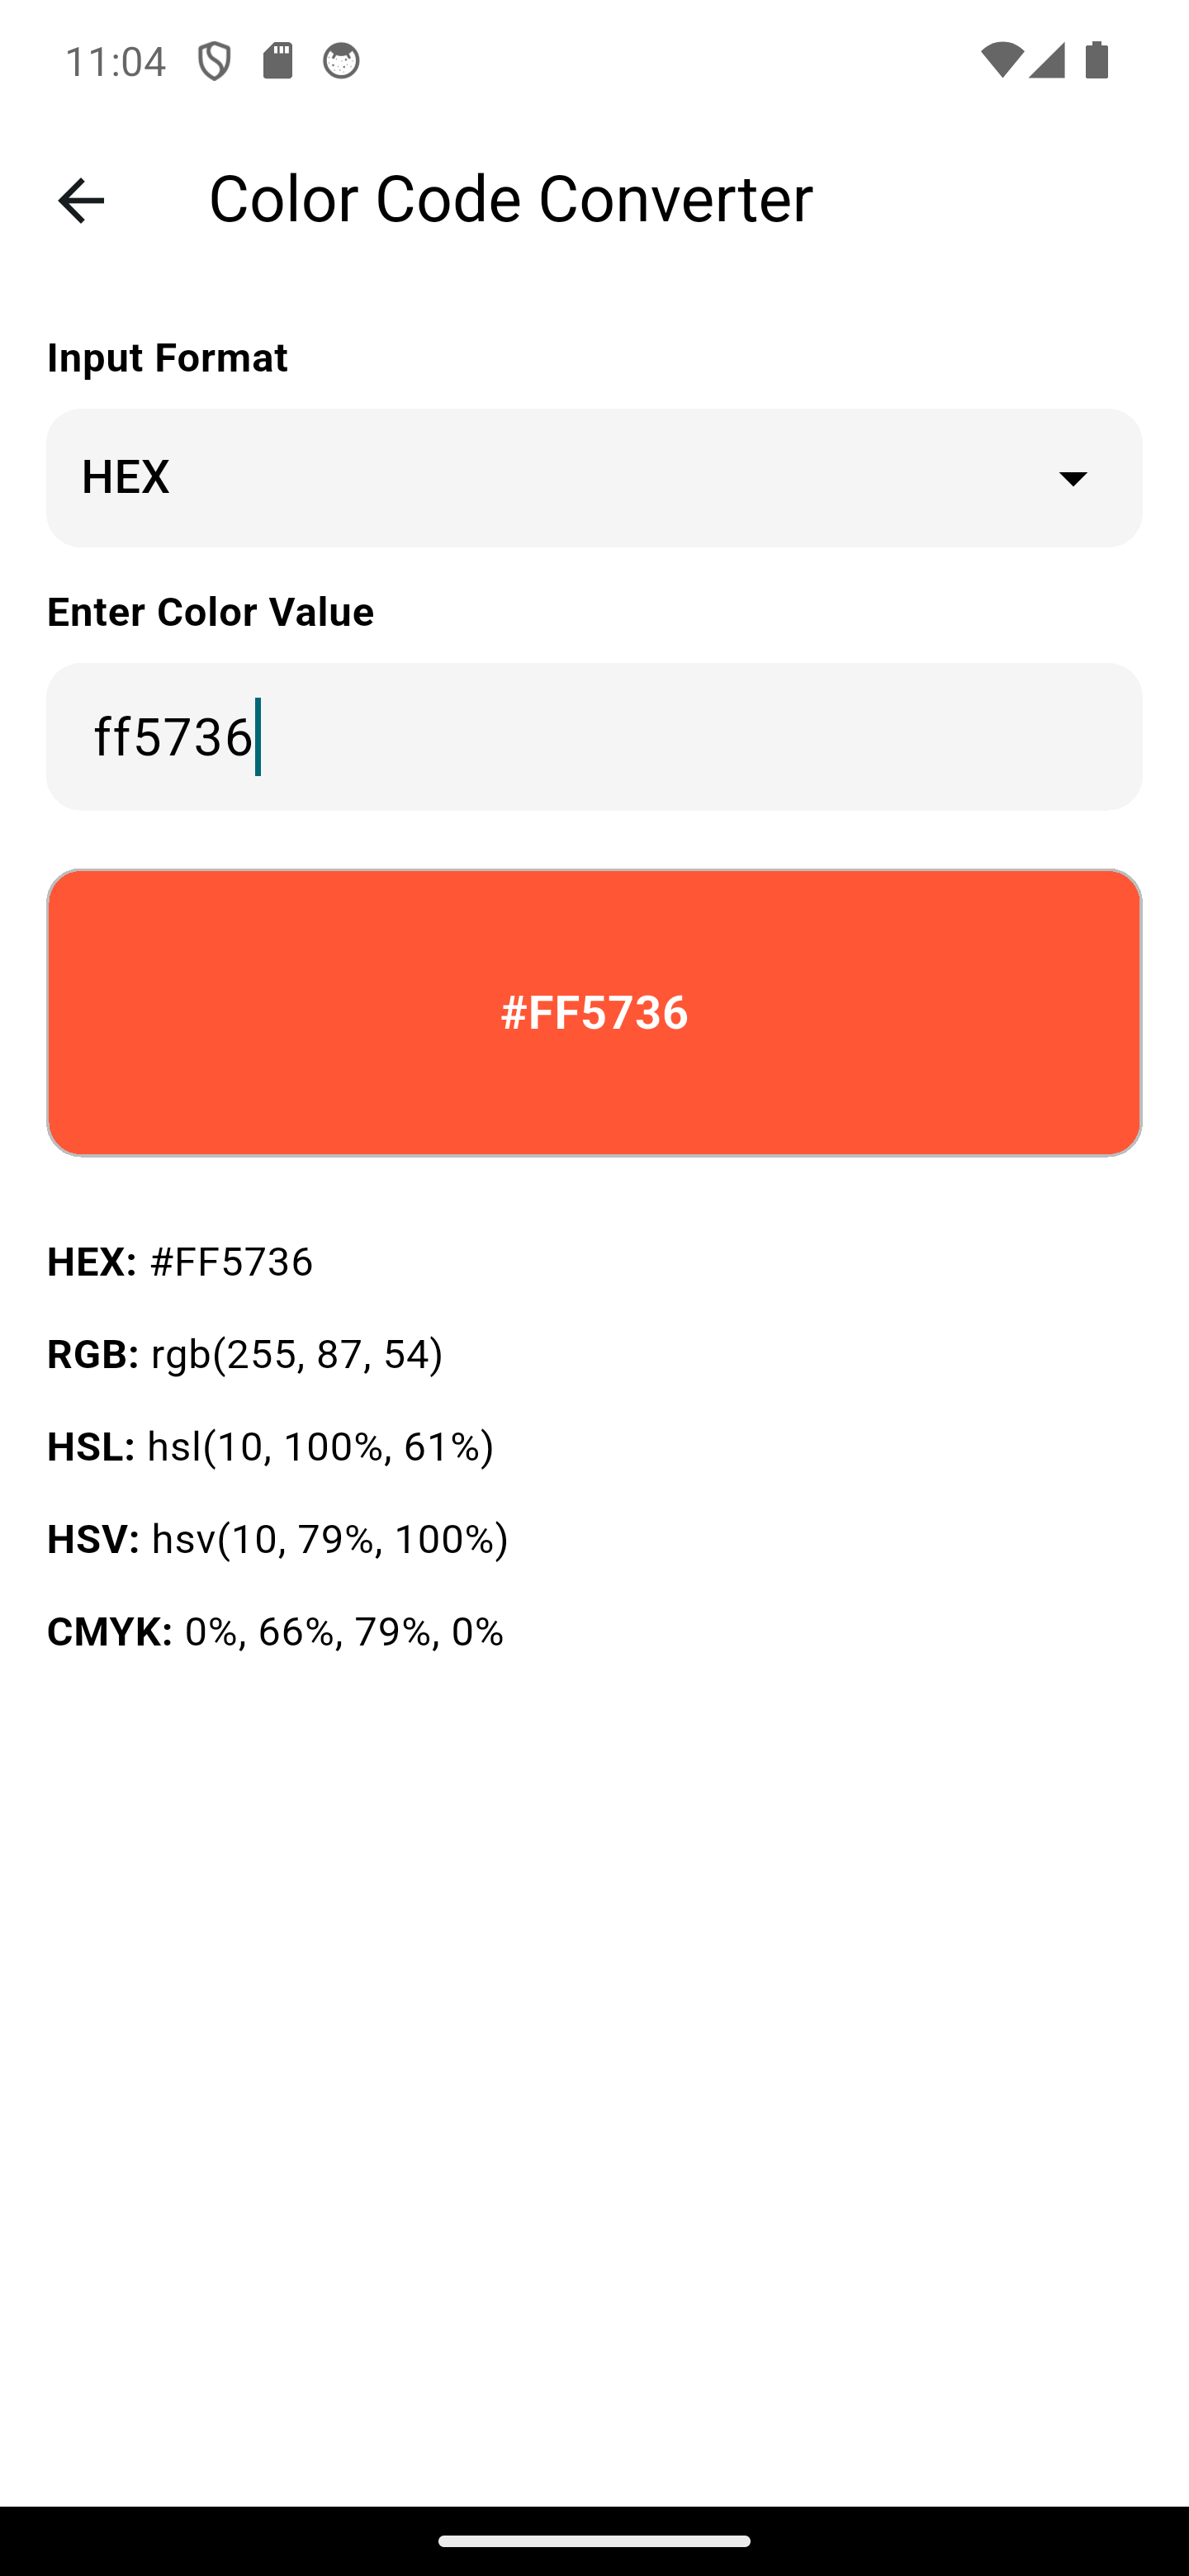 11:04
Color Code Converter
Input Format
HEX
Enter Color Value
ff5736
#FF5736
HEX: #FF5736
RGB: rgb(255, 87, 54)
HSL: hsl(10, 100%, 61%)
HSV: hsv(10, 79%, 100%)
CMYK: 0%, 66%, 79%, 0%